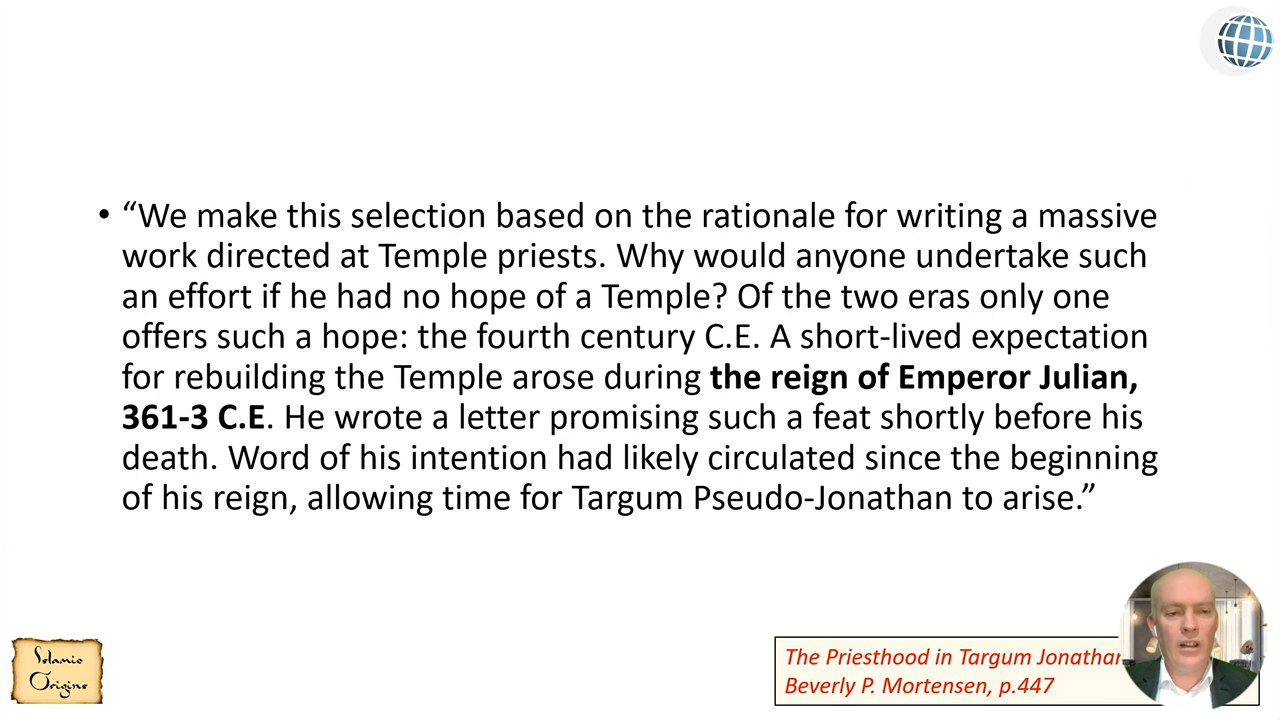 • “We make this selection based on the rationale for writing a massive
work directed at Temple priests. Why would anyone undertake such
an effort if he had no hope of a Temple? Of the two eras only one
offers such a hope: the fourth century C.E. A short-lived expectation
for rebuilding the Temple arose during the reign of Emperor Julian,
361-3 C.E. He wrote a letter promising such a feat shortly before his
death. Word of his intention had likely circulated since the beginning
of his reign, allowing time for Targum Pseudo-Jonathan to arise.”
Islamic
Origins
The Priesthood in Targum Jonathan
Beverly P. Mortensen, p.447